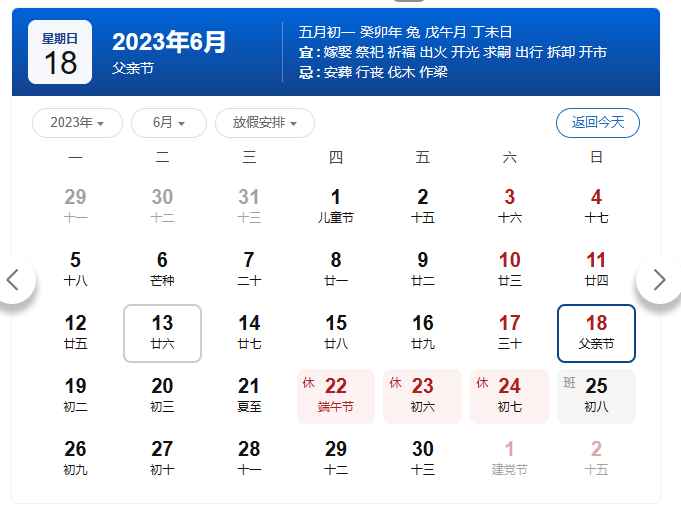 星期日
18
2023年6月
父亲节
五月初一 癸卯年 兔 戊午月 丁未日
宜：嫁娶 祭祀 祈福 出火 开光 求嗣 出行 拆卸 开市
忌：安葬 行丧 伐木 作梁
2023年 6月 放假安排 返回今天
一 二 三 四 五 六 日
29 30 31 1 2 3 4
十一 十二 十三 儿童节 十五 十六 十七
5 6 7 8 9 10 11
十八 芒种 二十 廿一 廿二 廿三 廿四
12 13 14 15 16 17 18
廿五 廿六 廿七 廿八 廿九 三十 父亲节
19 20 21 休 22 休 23 休 24 班 25
初二 初三 夏至 端午节 初六 初七 初八
26 27 28 29 30 1 2
初九 初十 十一 十二 十三 建党节 十五